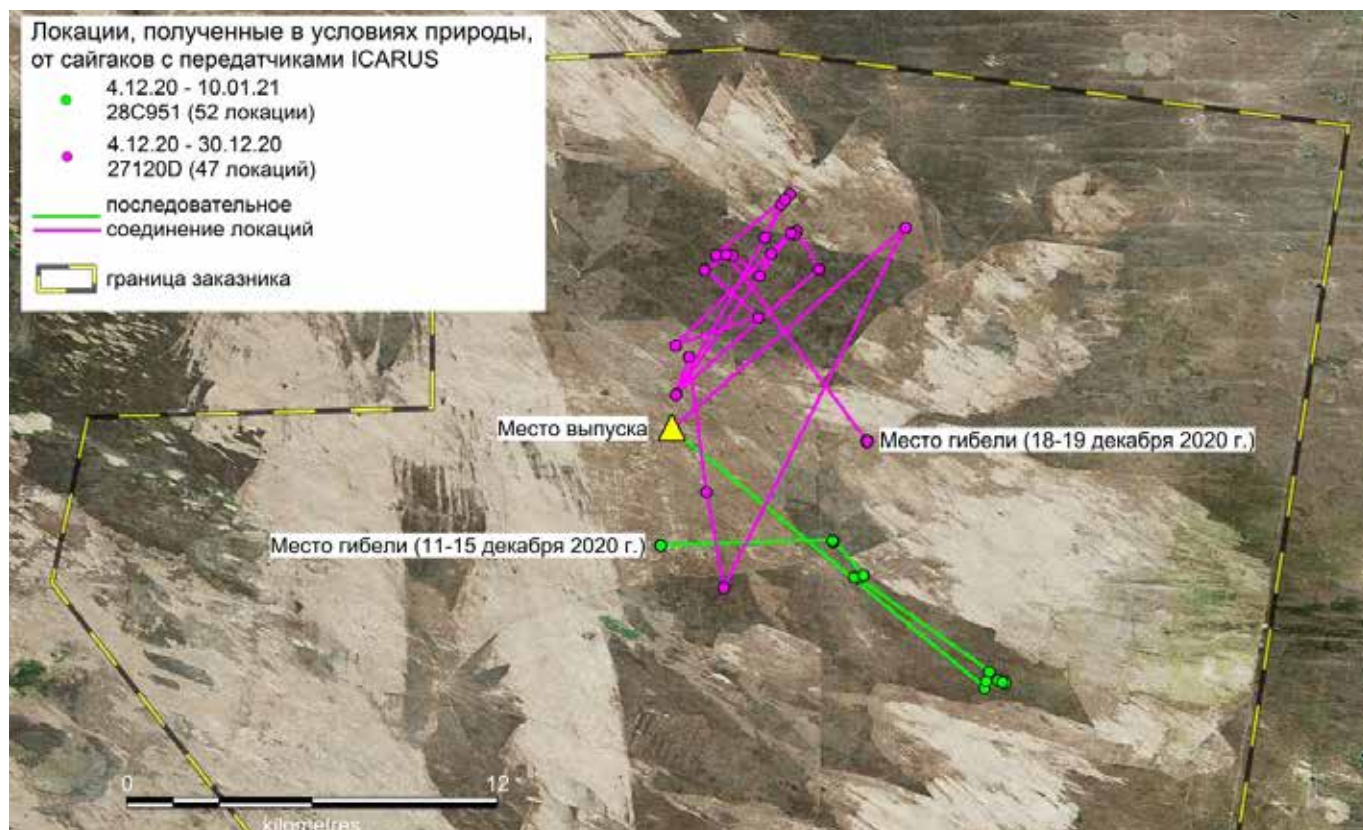 Локации, полученные в условиях природы,
от сайгаков с передатчиками ICARUS
4.12.20 - 10.01.21
28C951 (52 локации)
4.12.20 - 30.12.20
27120D (47 локаций)
последовательное
соединение локаций
граница заказника
Место выпуска
Место гибели (18-19 декабря 2020 г.)
Место гибели (11-15 декабря 2020 г.)
0 12
kilometres